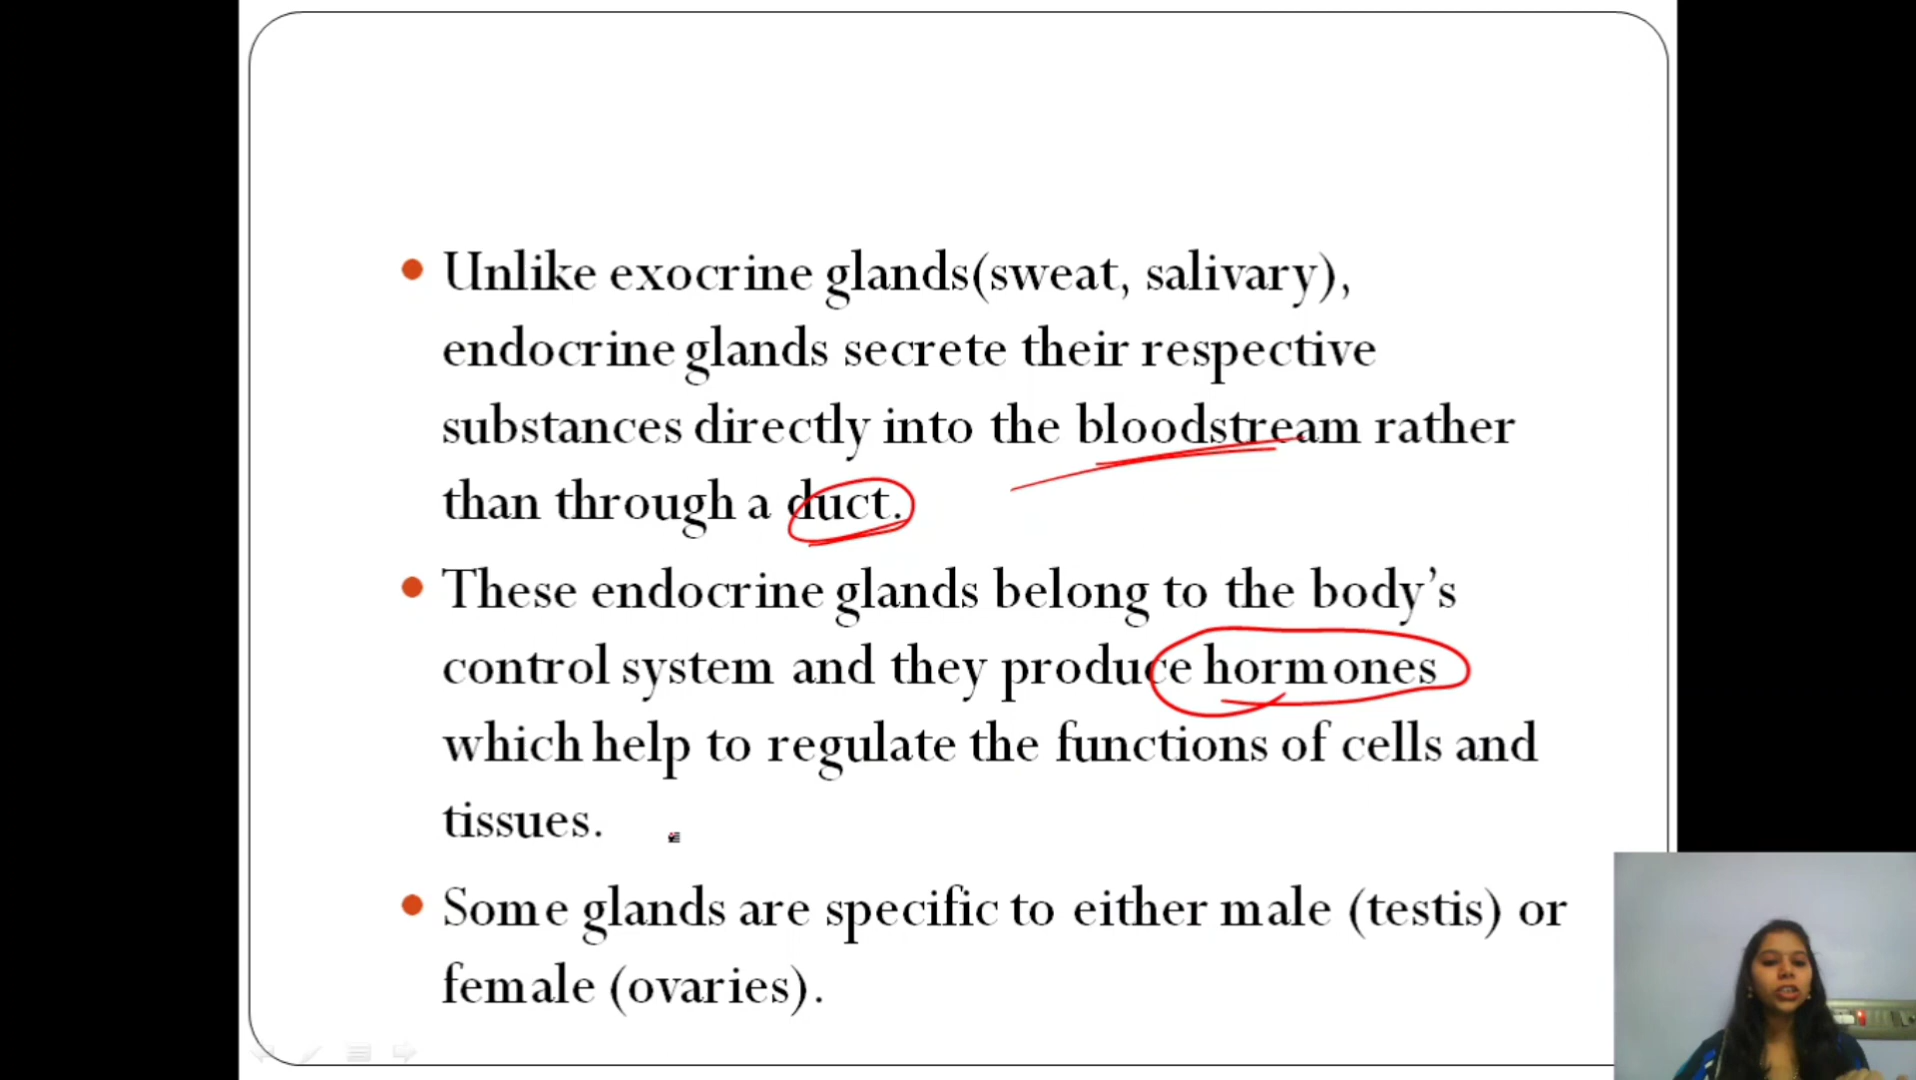 Unlike exocrine glands(sweat, salivary),
endocrine glands secrete their respective
substances directly into the bloodstream rather
than through a duct.
These endocrine glands belong to the body’s
control system and they produce hormones
which help to regulate the functions of cells and
tissues.
Some glands are specific to either male (testis) or
female (ovaries).